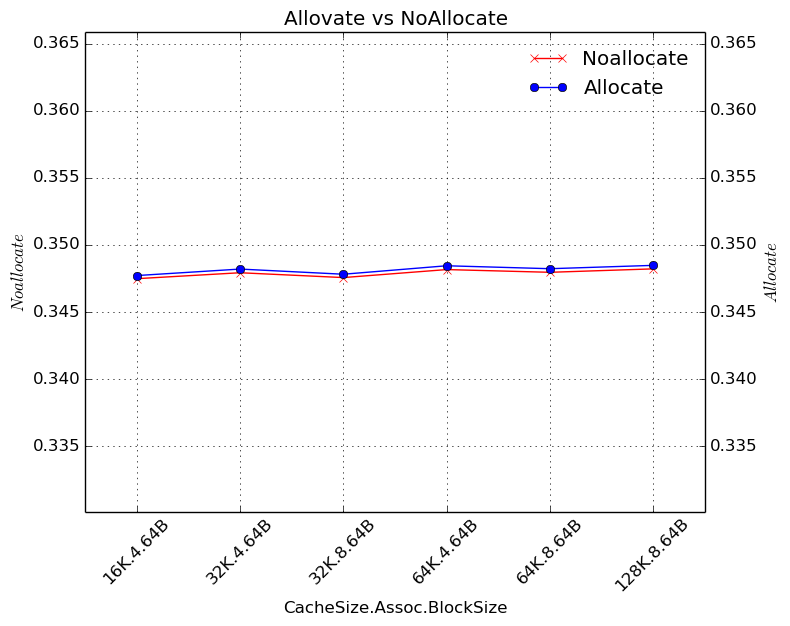 Allovate vs NoAllocate
Noallocate
Allocate
0.365
0.360
0.355
0.350
0.345
0.340
0.335
Noallocate
0.365
0.360
0.355
0.350
0.345
0.340
0.335
Allocate
16K.4.64B
32K.4.64B
32K.8.64B
64K.4.64B
64K.8.64B
128K.8.64B
CacheSize.Assoc.BlockSize